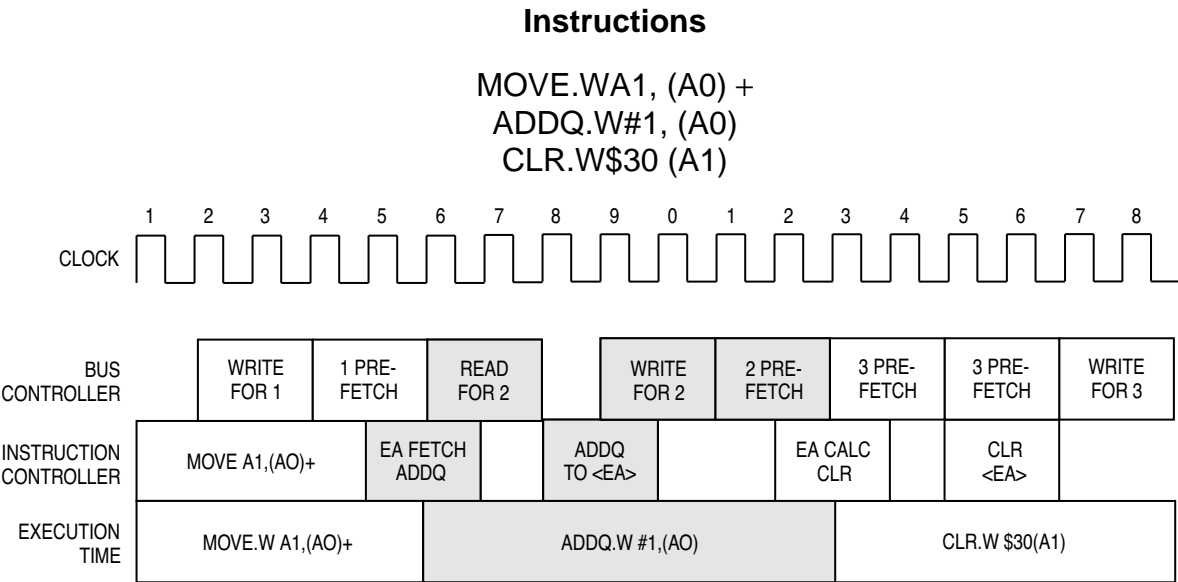 Instructions
MOVE.WA1, (A0) +
ADDQ.W#1, (A0)
CLR.W$30 (A1)
1 2 3 4 5 6 7 8 9 0 1 2 3 4 5 6 7 8
CLOCK
BUS
CONTROLLER
WRITE
FOR 1
1 PRE-
FETCH
READ
FOR 2
WRITE
FOR 2
2 PRE-
FETCH
3 PRE-
FETCH
3 PRE-
FETCH
WRITE
FOR 3
INSTRUCTION
CONTROLLER
MOVE A1,(AO)+
EA FETCH
ADDQ
ADDQ
TO <EA>
EA CALC
CLR
CLR
<EA>
EXECUTION
TIME
MOVE.W A1,(AO)+
ADDQ.W #1,(AO)
CLR.W $30(A1)